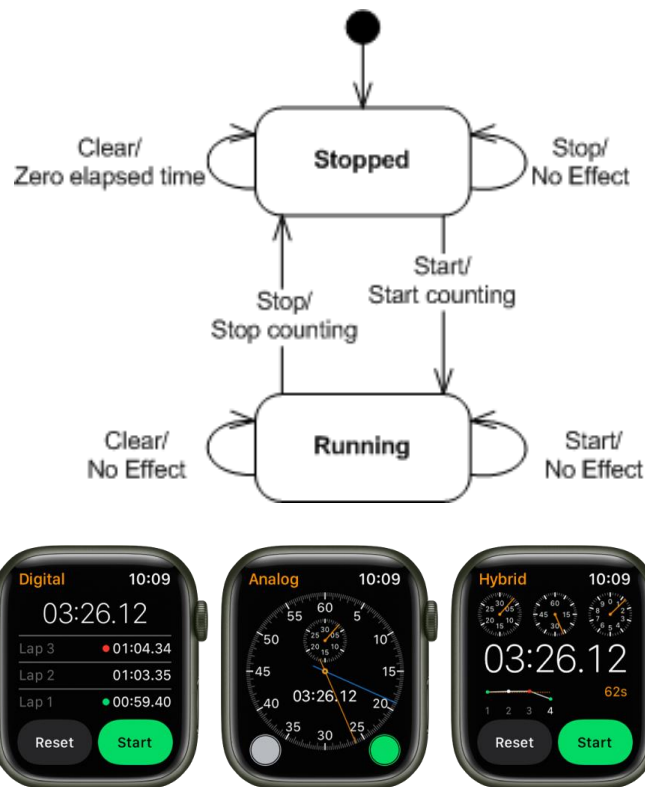 Clear/
Zero elapsed time
Stopped
Stop/
No Effect
Start/
Start counting
Stop/
Stop counting
Clear/
No Effect
Running
Start/
No Effect
Digital 10:09
03:26.12
Lap 3 01:04.34
Lap 2 01:03.35
Lap 1 00:59.40
Reset Start
Analog 10:09
60
55 5
50 10
45 15
40 20
35 25
30
03:26.12
Hybrid 10:09
03:26.12
62s
1 2 3 4
Reset Start